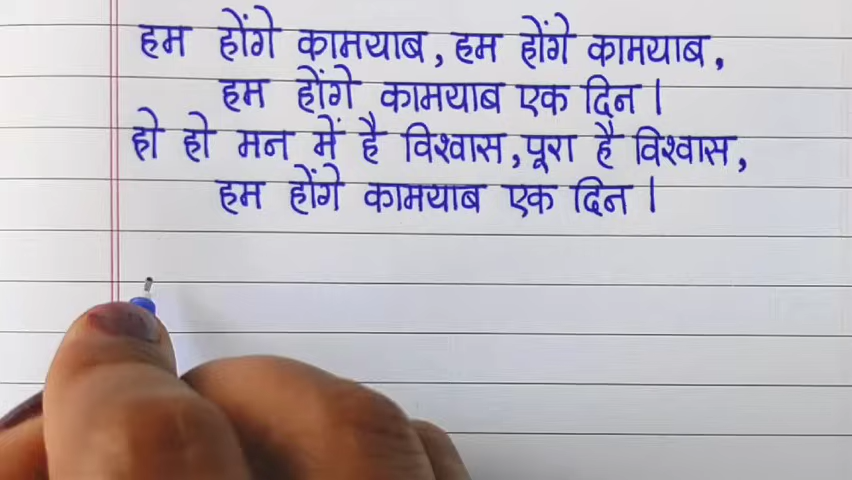 हम होंगे कामयाब, हम होंगे कामयाब,
हम होंगे कामयाब एक दिन।
हो हो मन में है विश्वास, पूरा है विश्वास,
हम होंगे कामयाब एक दिन।